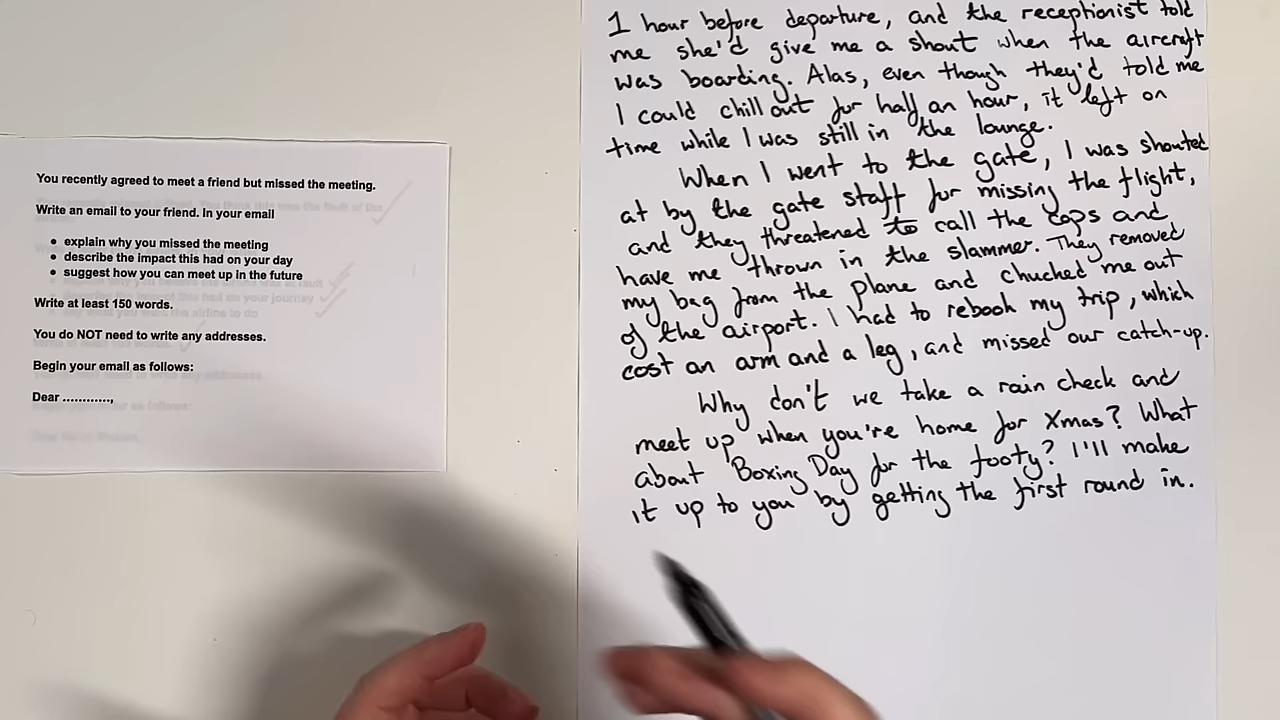 You recently agreed to meet a friend but missed the meeting.
Write an email to your friend. In your email
• explain why you missed the meeting
• describe the impact this had on your day
• suggest how you can meet up in the future
Write at least 150 words.
You do NOT need to write any addresses.
Begin your email as follows:
Dear ............,
1 hour before departure, and the receptionist told
me she'd give me a shout when the aircraft
was boarding. Alas, even though they'd told me
I could chill out for half an hour, it left on
time while I was still in the lounge.
When I went to the gate, I was shouted
at by the gate staff for missing the flight,
and they threatened to call the cops and
have me thrown in the slammer. They removed
my bag from the plane and chucked me out
of the airport. I had to rebook my trip, which
cost an arm and a leg, and missed our catch-up.
Why don't we take a rain check and
meet up when you're home for Xmas? What
about Boxing Day for the footy? I'll make
it up to you by getting the first round in.